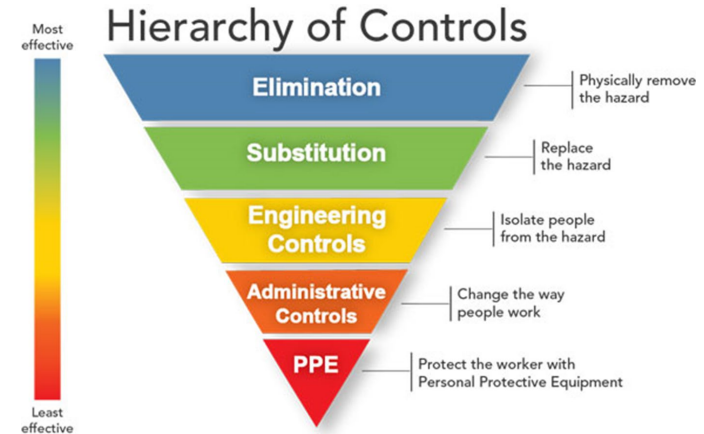 Hierarchy of Controls
Most
effective
Elimination
Physically remove
the hazard
Substitution
Replace
the hazard
Engineering
Controls
Isolate people
from the hazard
Administrative
Controls
Change the way
people work
PPE
Protect the worker with
Personal Protective Equipment
Least
effective